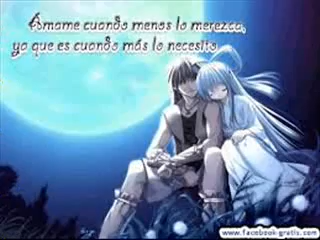 Ámame cuando menos lo merezca,
ya que es cuando más lo necesito
www.facebook-gratis.com